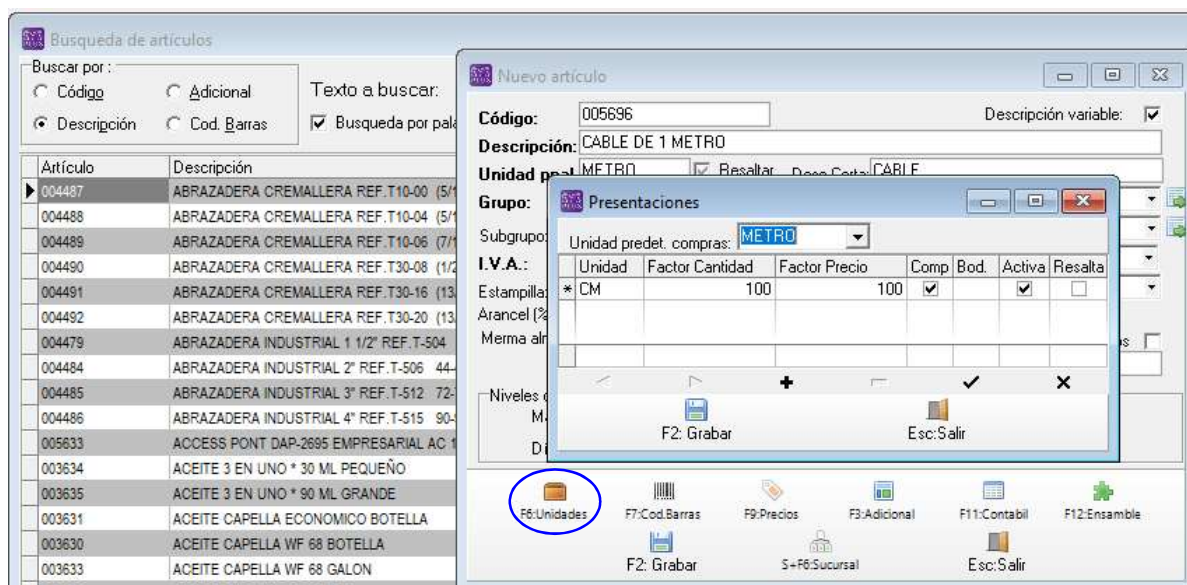 Busqueda de artículos
Buscar por :
Código
Adicional
Descripción
Cod. Barras
Texto a buscar:
Busqueda por pala
Artículo Descripción
004487 ABRAZADERA CREMALLERA REF.T10-00 (5/1
004488 ABRAZADERA CREMALLERA REF.T10-04 (5/1
004489 ABRAZADERA CREMALLERA REF.T10-06 (7/1
004490 ABRAZADERA CREMALLERA REF.T30-08 (1/2
004491 ABRAZADERA CREMALLERA REF.T30-16 (13/
004492 ABRAZADERA CREMALLERA REF.T30-20 (13.
004479 ABRAZADERA INDUSTRIAL 1 1/2" REF.T-504
004484 ABRAZADERA INDUSTRIAL 2" REF.T-506 44-
004485 ABRAZADERA INDUSTRIAL 3" REF.T-512 72-
004486 ABRAZADERA INDUSTRIAL 4" REF.T-515 90-
005633 ACCESS PONT DAP-2695 EMPRESARIAL AC 1
003634 ACEITE 3 EN UNO * 30 ML PEQUEÑO
003635 ACEITE 3 EN UNO * 90 ML GRANDE
003631 ACEITE CAPELLA ECONOMICO BOTELLA
003630 ACEITE CAPELLA WF 68 BOTELLA
003633 ACEITE CAPELLA WF 68 GALON
Nuevo artículo
Código: 005696 Descripción variable:
Descripción: CABLE DE 1 METRO
Unidad ppal METRO Resaltar Desc.Corta: CABLE
Grupo:
Subgrupo:
I.V.A.:
Estampilla:
Arancel (%
Merma alm
Niveles
Presentaciones
Unidad predet. compras: METRO
Unidad Factor Cantidad Factor Precio Comp Bod. Activa Resalta
* CM 100 100
F2: Grabar Esc:Salir
F6:Unidades F7:Cod.Barras F9:Precios F3:Adicional F11:Contabil F12:Ensamble
F2: Grabar S+F6:Sucursal Esc:Salir